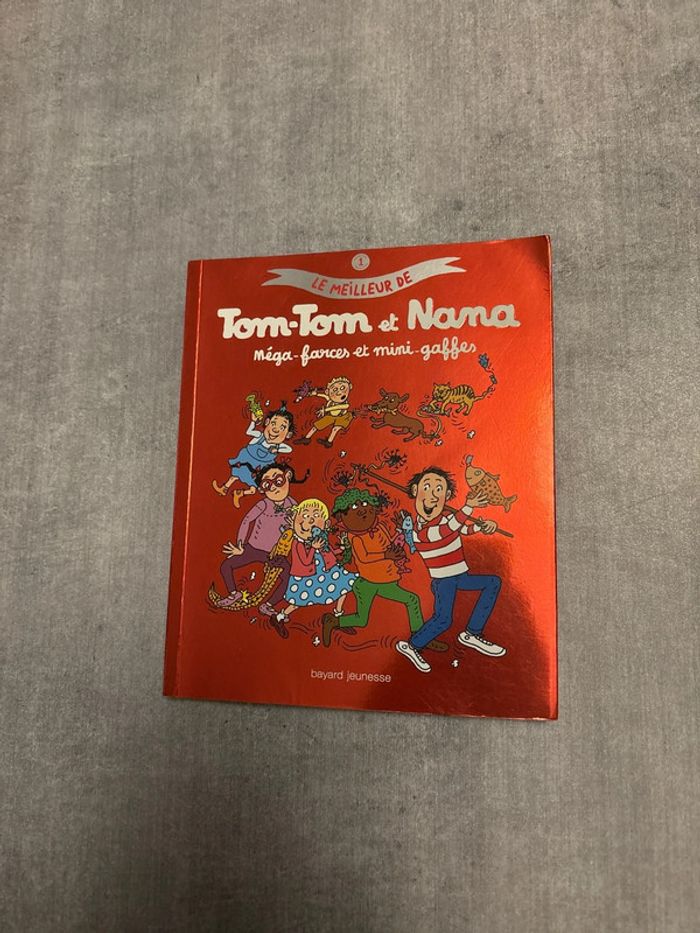 1
LE MEILLEUR DE
Tom-Tom et Nana
Méga-farces et mini-gaffes
bayard jeunesse